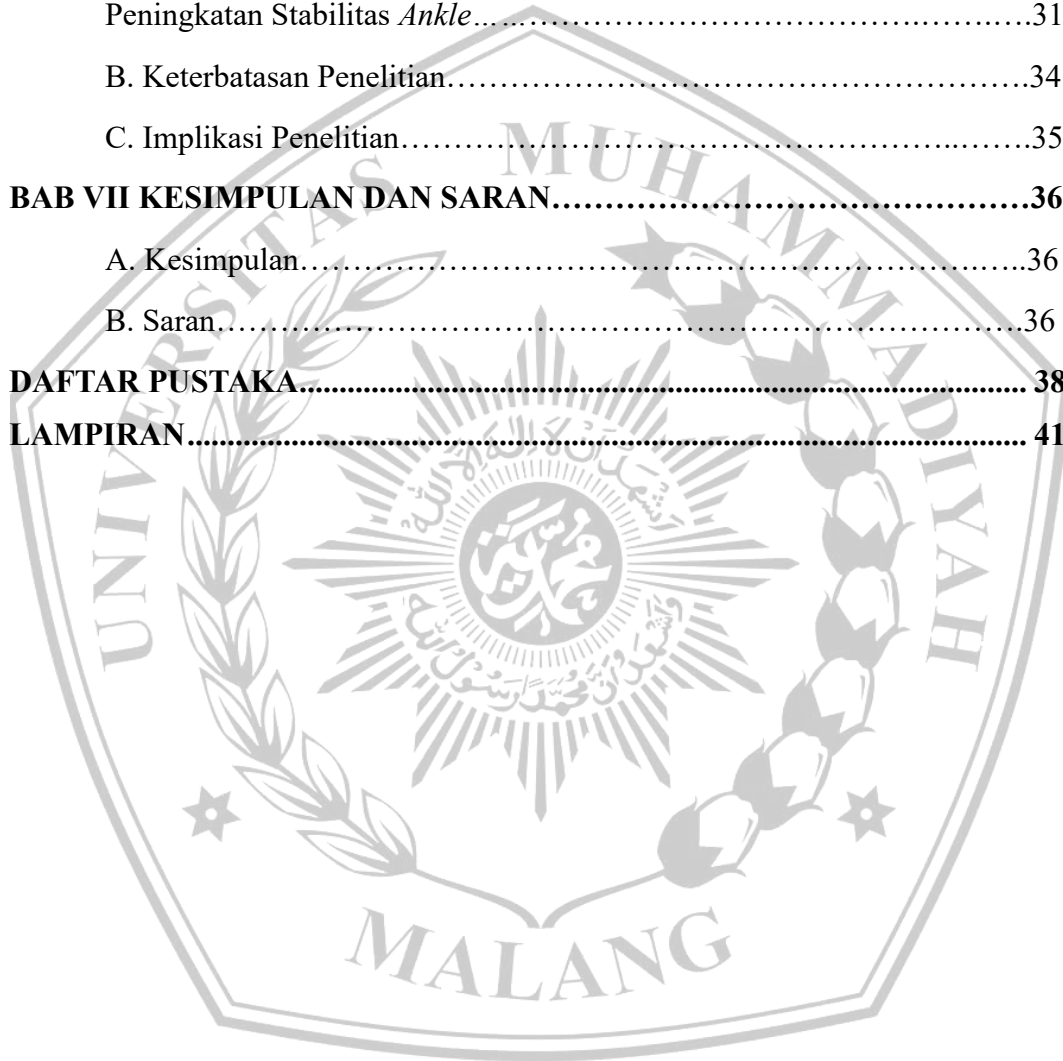 Peningkatan Stabilitas Ankle……………………………………………….…….….31
B. Keterbatasan Penelitian……………………………………………….….34
C. Implikasi Penelitian……………………………………………….…….…35
BAB VII KESIMPULAN DAN SARAN……………………………………………36
A. Kesimpulan……………………………………………………………….…..36
B. Saran……………………………………………………………………….36
DAFTAR PUSTAKA............................................................................................. 38
LAMPIRAN............................................................................................................ 41
UNIVERSITAS MUHAMMADIYAH
MALANG